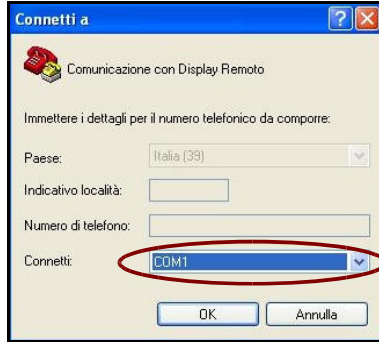 Connetti a
Comunicazione con Display Remoto
Immettere i dettagli per il numero telefonico da comporre:
Paese: Italia (39)
Indicativo località:
Numero di telefono:
Connetti: COM1
OK Annulla